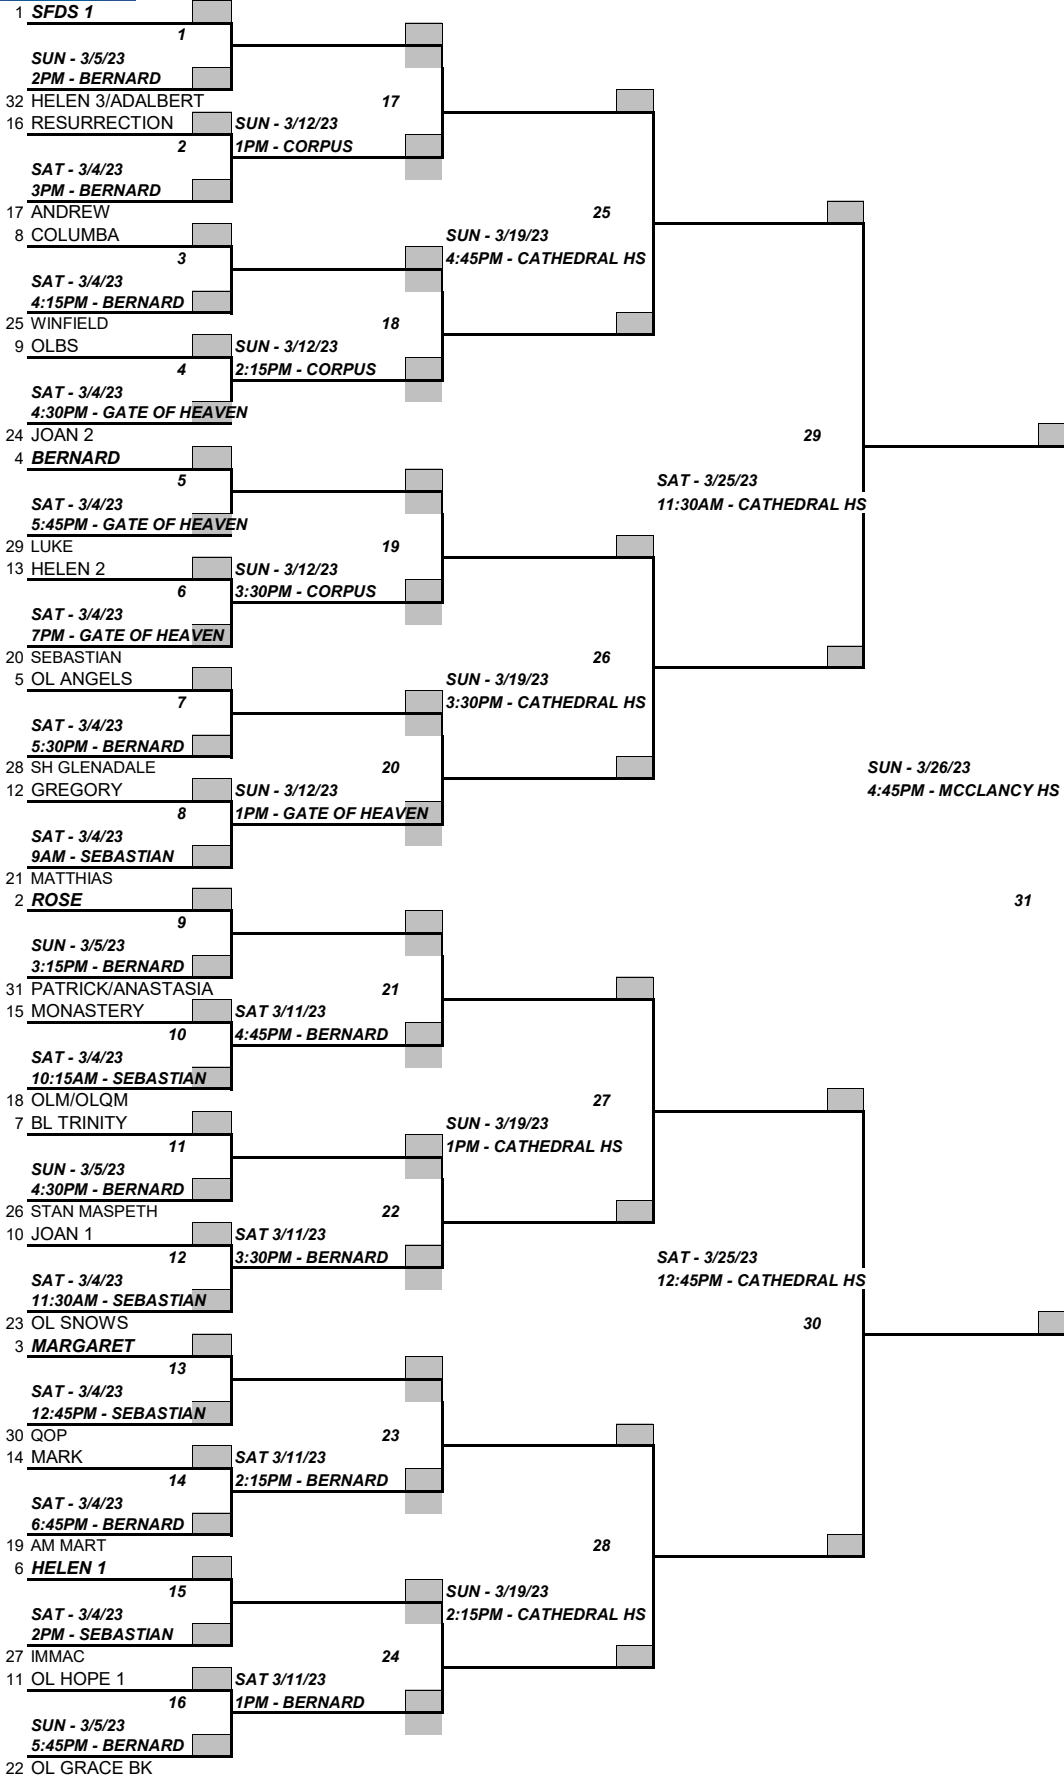 1 SFDS 1
1
SUN - 3/5/23
2PM - BERNARD
32 HELEN 3/ADALBERT 17
16 RESURRECTION SUN - 3/12/23
2 1PM - CORPUS
SAT - 3/4/23
3PM - BERNARD
17 ANDREW 25
8 COLUMBA SUN - 3/19/23
3 4:45PM - CATHEDRAL HS
SAT - 3/4/23
4:15PM - BERNARD
25 WINFIELD 18
9 OLBS SUN - 3/12/23
4 2:15PM - CORPUS
SAT - 3/4/23
4:30PM - GATE OF HEAVEN
24 JOAN 2 29
4 BERNARD
5 SAT - 3/25/23
SAT - 3/4/23 11:30AM - CATHEDRAL HS
5:45PM - GATE OF HEAVEN
29 LUKE 19
13 HELEN 2 SUN - 3/12/23
6 3:30PM - CORPUS
SAT - 3/4/23
7PM - GATE OF HEAVEN
20 SEBASTIAN 26
5 OL ANGELS SUN - 3/19/23
7 3:30PM - CATHEDRAL HS
SAT - 3/4/23
5:30PM - BERNARD
28 SH GLENADALE 20 SUN - 3/26/23
12 GREGORY SUN - 3/12/23 4:45PM - MCCLANCY HS
8 1PM - GATE OF HEAVEN
SAT - 3/4/23
9AM - SEBASTIAN
21 MATTHIAS
2 ROSE 31
9
SUN - 3/5/23
3:15PM - BERNARD
31 PATRICK/ANASTASIA 21
15 MONASTERY SAT 3/11/23
10 4:45PM - BERNARD
SAT - 3/4/23
10:15AM - SEBASTIAN
18 OLM/OLQM 27
7 BL TRINITY SUN - 3/19/23
11 1PM - CATHEDRAL HS
SUN - 3/5/23
4:30PM - BERNARD
26 STAN MASPETH 22
10 JOAN 1 SAT 3/11/23
12 3:30PM - BERNARD SAT - 3/25/23
SAT - 3/4/23 12:45PM - CATHEDRAL HS
11:30AM - SEBASTIAN
23 OL SNOWS 30
3 MARGARET
13
SAT - 3/4/23
12:45PM - SEBASTIAN
30 QOP 23
14 MARK SAT 3/11/23
14 2:15PM - BERNARD
SAT - 3/4/23
6:45PM - BERNARD
19 AM MART 28
6 HELEN 1
15 SUN - 3/19/23
SAT - 3/4/23 2:15PM - CATHEDRAL HS
2PM - SEBASTIAN
27 IMMAC 24
11 OL HOPE 1 SAT 3/11/23
16 1PM - BERNARD
SUN - 3/5/23
5:45PM - BERNARD
22 OL GRACE BK